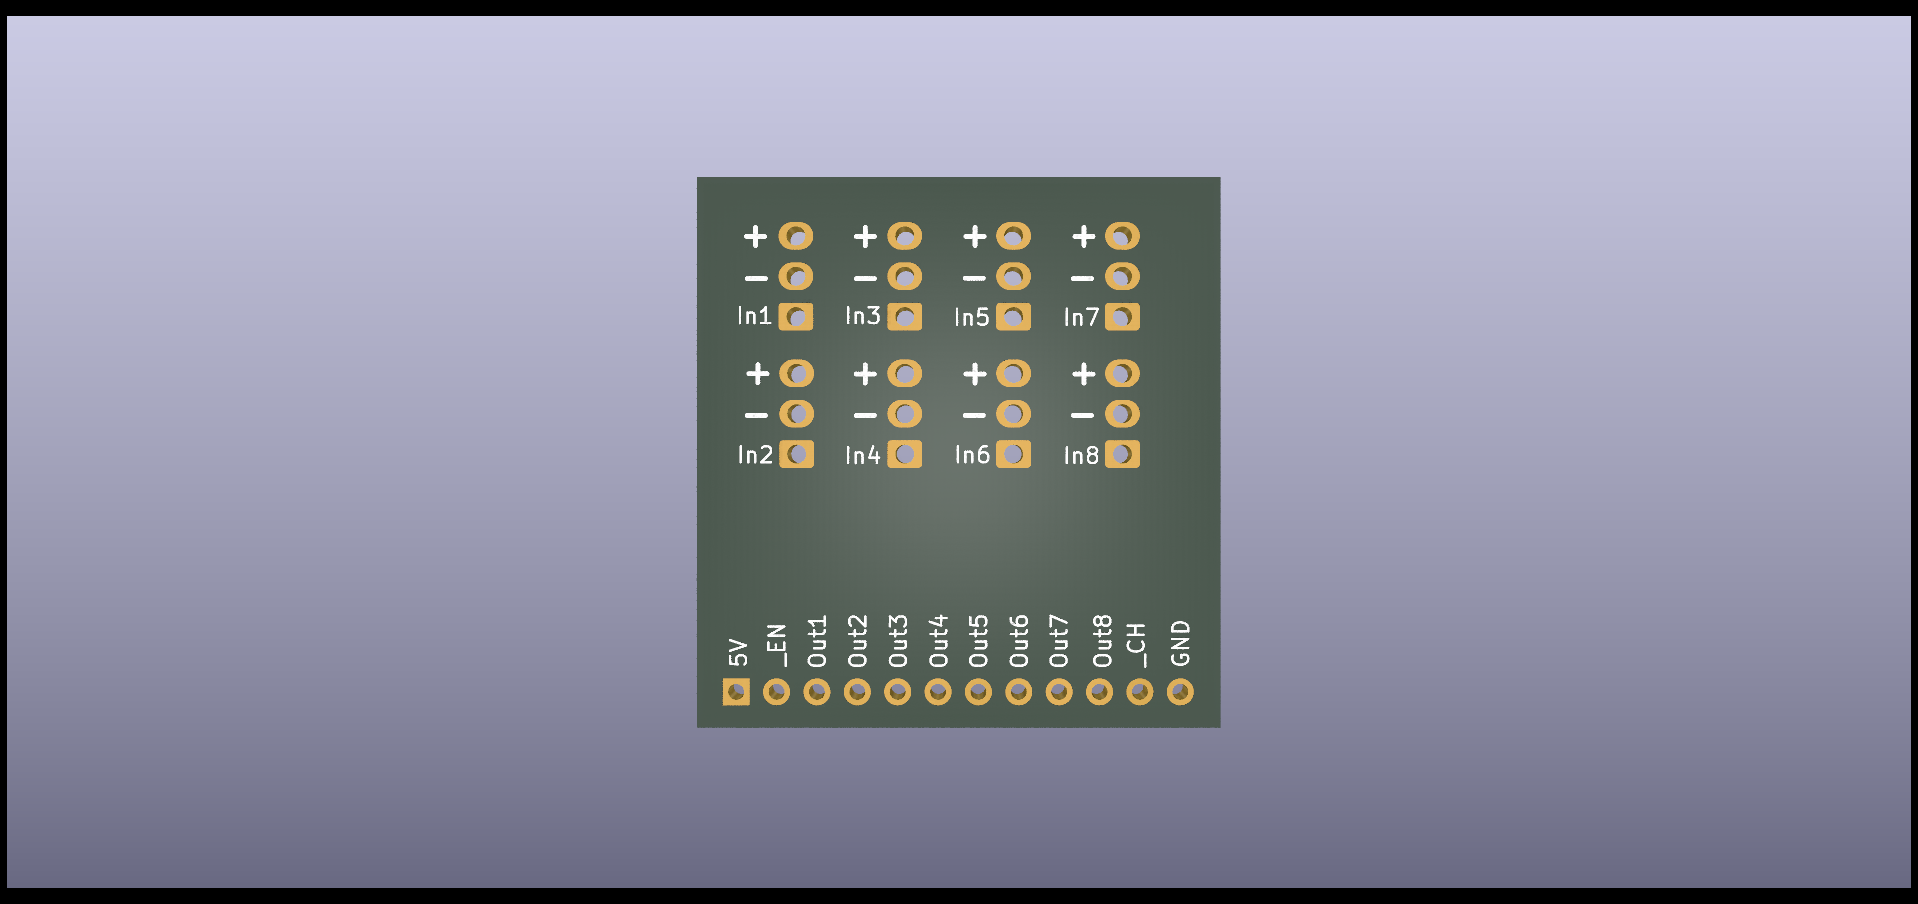 + + + +
− − − −
In1 In3 In5 In7
+ + + +
− − − −
In2 In4 In6 In8
5V _EN Out1 Out2 Out3 Out4 Out5 Out6 Out7 Out8 _CH GND